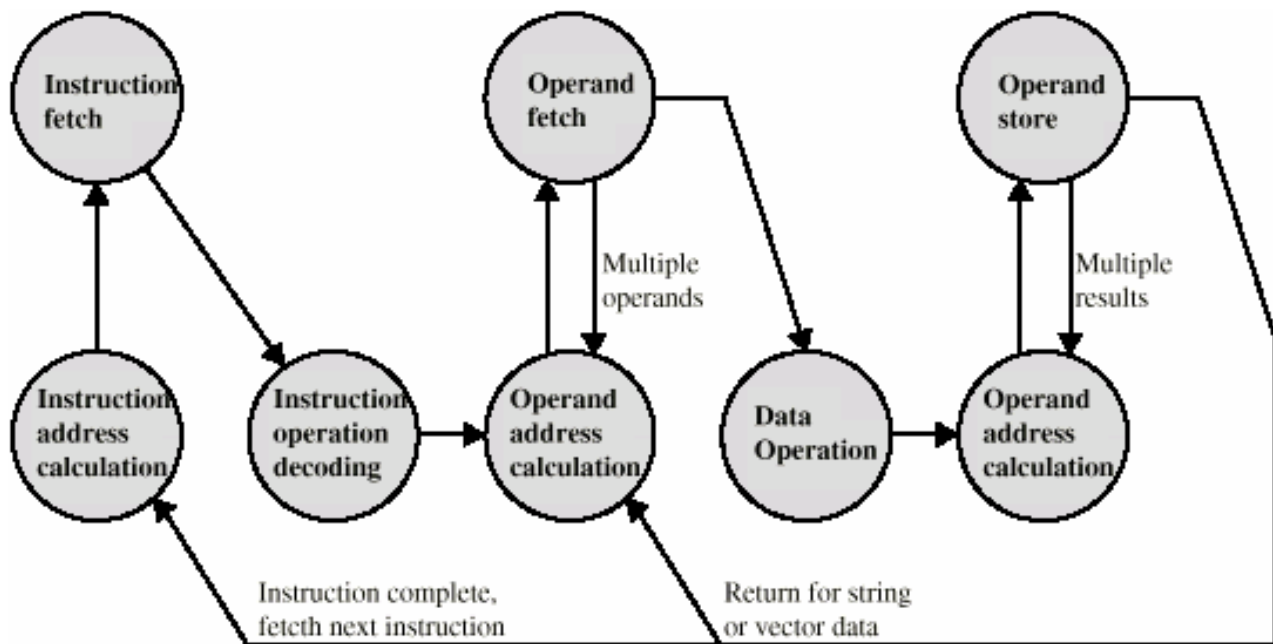 Instruction
fetch
Operand
fetch
Operand
store
Multiple
operands
Multiple
results
Instruction
address
calculation
Instruction
operation
decoding
Operand
address
calculation
Data
Operation
Operand
address
calculation
Instruction complete,
fetcth next instruction
Return for string
or vector data